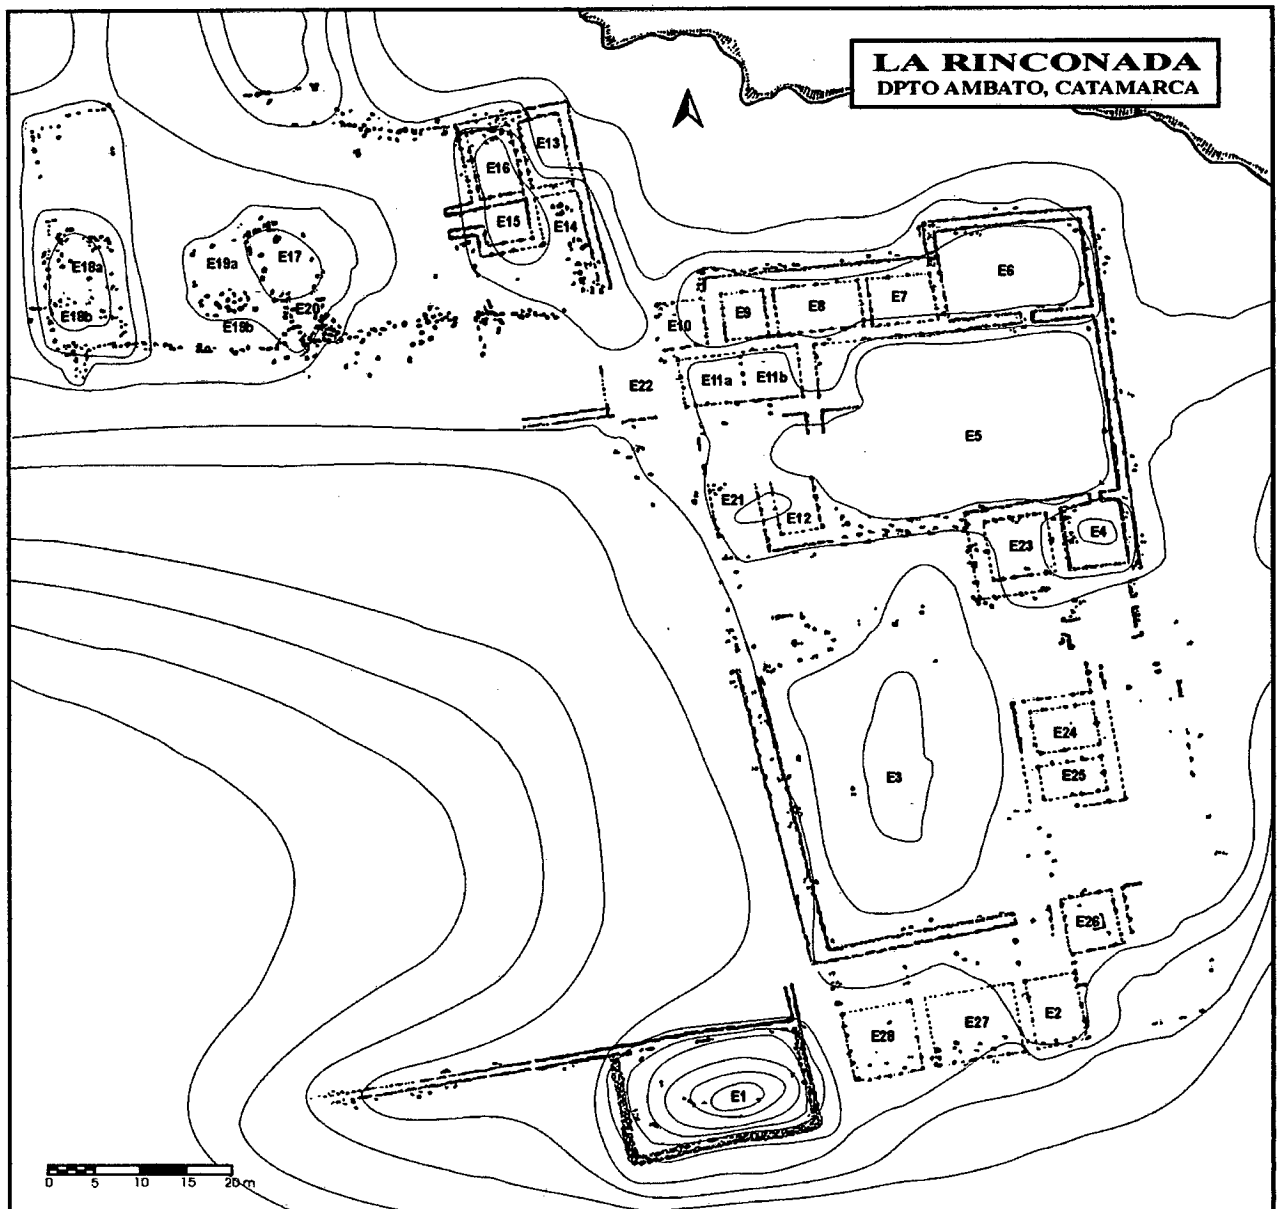 LA RINCONADA
DPTO AMBATO, CATAMARCA
E13
E16
E15
E14
E18a
E19a
E17
E18b
E20
E19b
E6
E7
E8
E9
E10
E22
E11a
E11b
E5
E21
E12
E23
E4
E24
E25
E3
E26
E28
E27
E2
E1
0 5 10 15 20 m